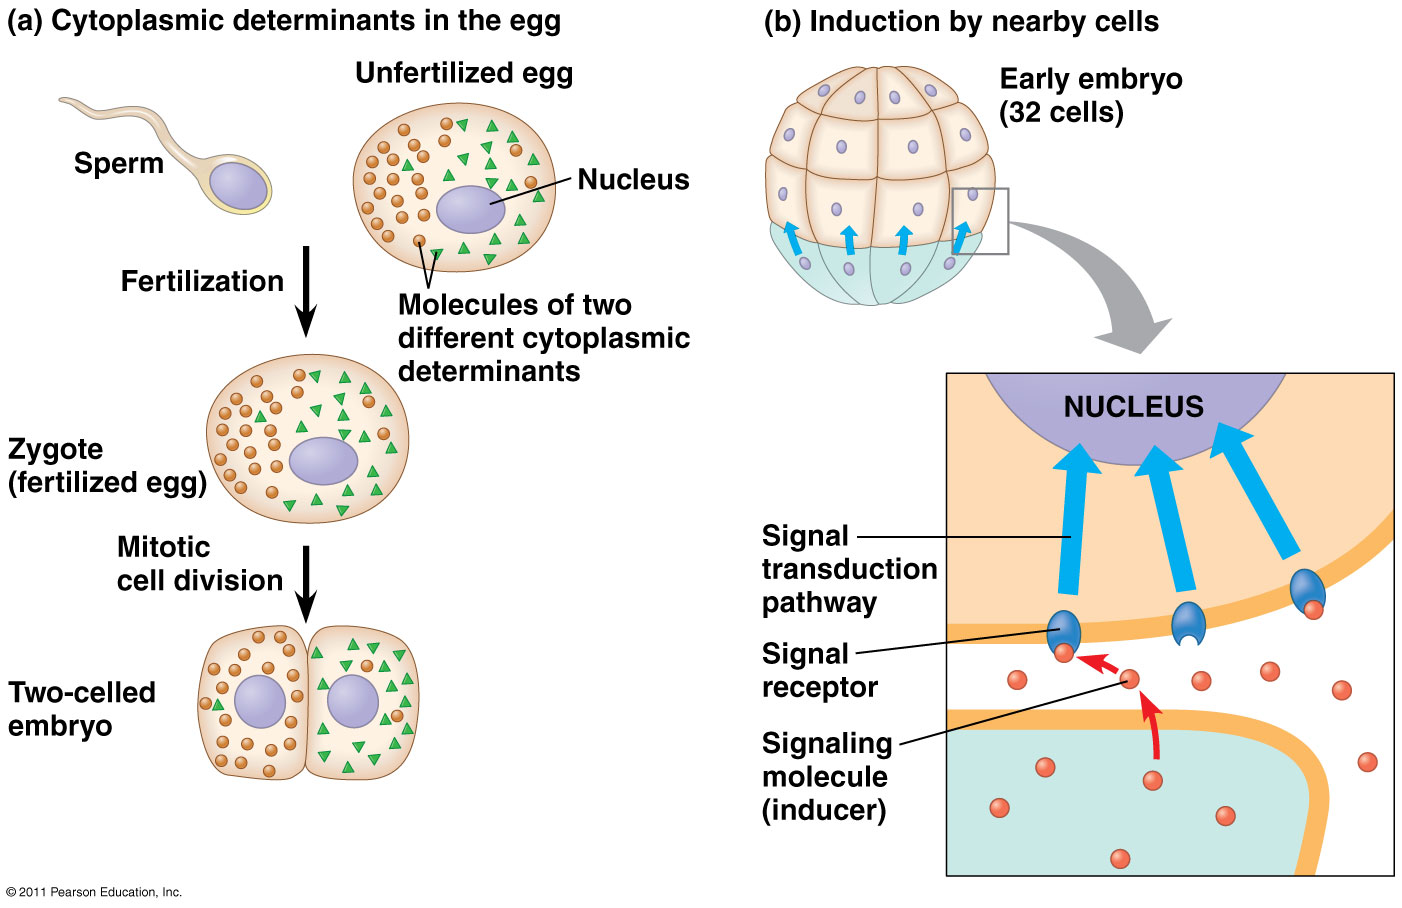 (a) Cytoplasmic determinants in the egg
Unfertilized egg
Sperm
Nucleus
Fertilization
Molecules of two
different cytoplasmic
determinants
Zygote
(fertilized egg)
Mitotic
cell division
Two-celled
embryo
(b) Induction by nearby cells
Early embryo
(32 cells)
NUCLEUS
Signal
transduction
pathway
Signal
receptor
Signaling
molecule
(inducer)
© 2011 Pearson Education, Inc.